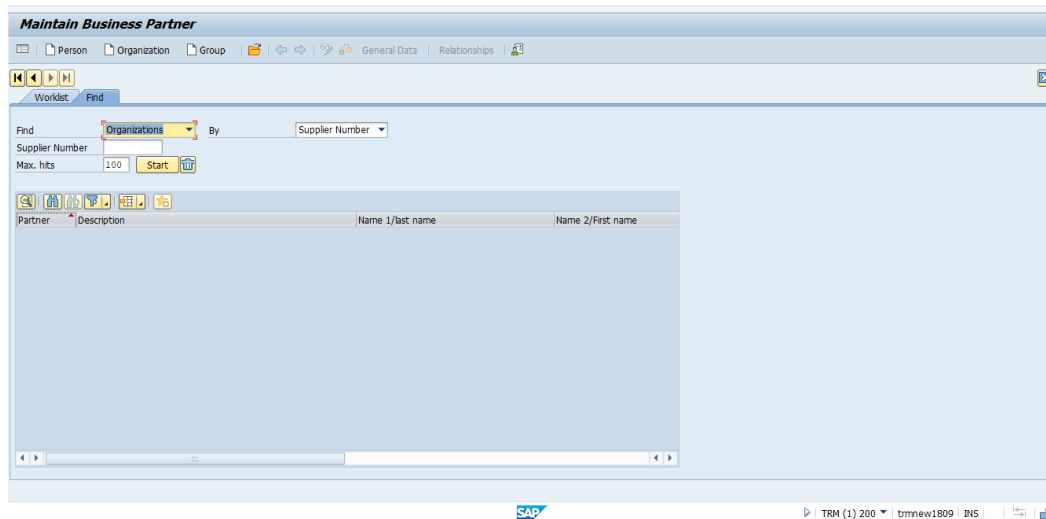 Maintain Business Partner
Person Organization Group General Data Relationships
Worklist Find
Find Organizations By Supplier Number
Supplier Number
Max. hits 100 Start
Partner Description Name 1/last name Name 2/First name
SAP TRM (1) 200 trmnew1809 INS